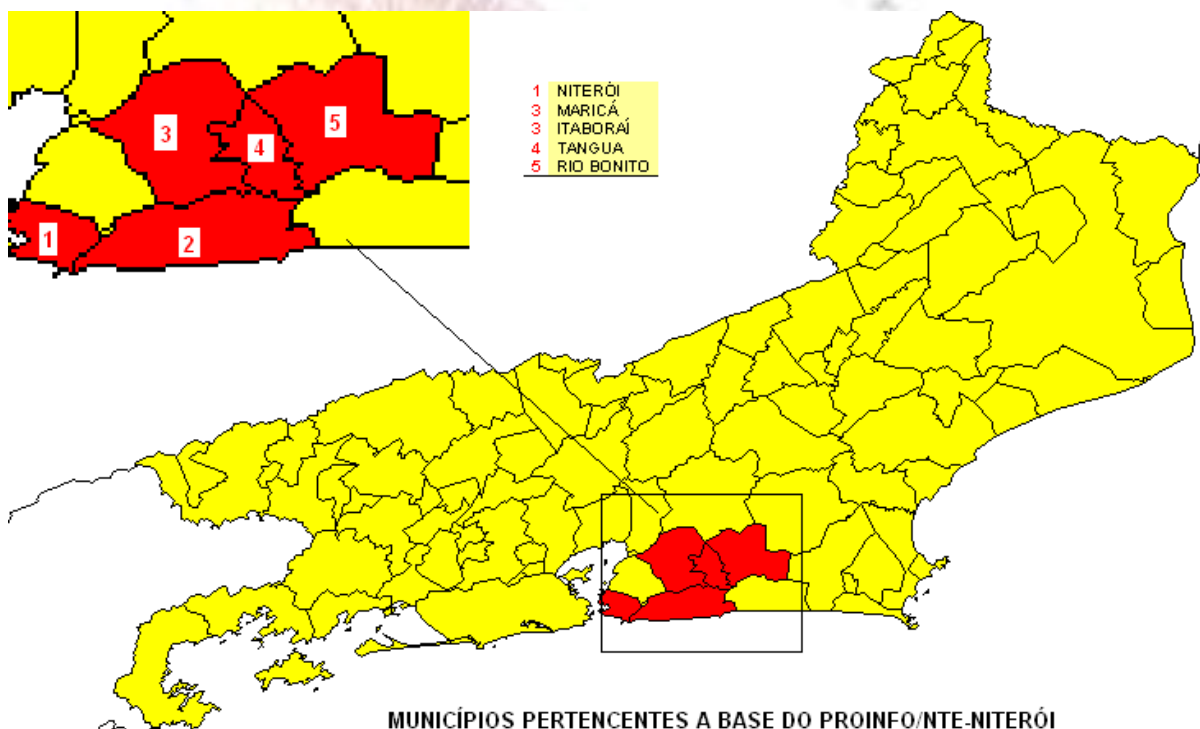 3
5
4
1
2
1 NITERÓI
3 MARICÁ
3 ITABORAÍ
4 TANGUA
5 RIO BONITO
MUNICÍPIOS PERTENCENTES A BASE DO PROINFO/NTE-NITERÓI